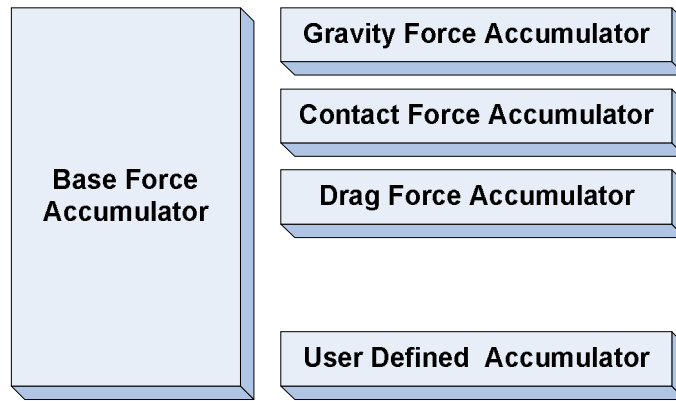 Base Force
Accumulator
Gravity Force Accumulator
Contact Force Accumulator
Drag Force Accumulator
User Defined  Accumulator